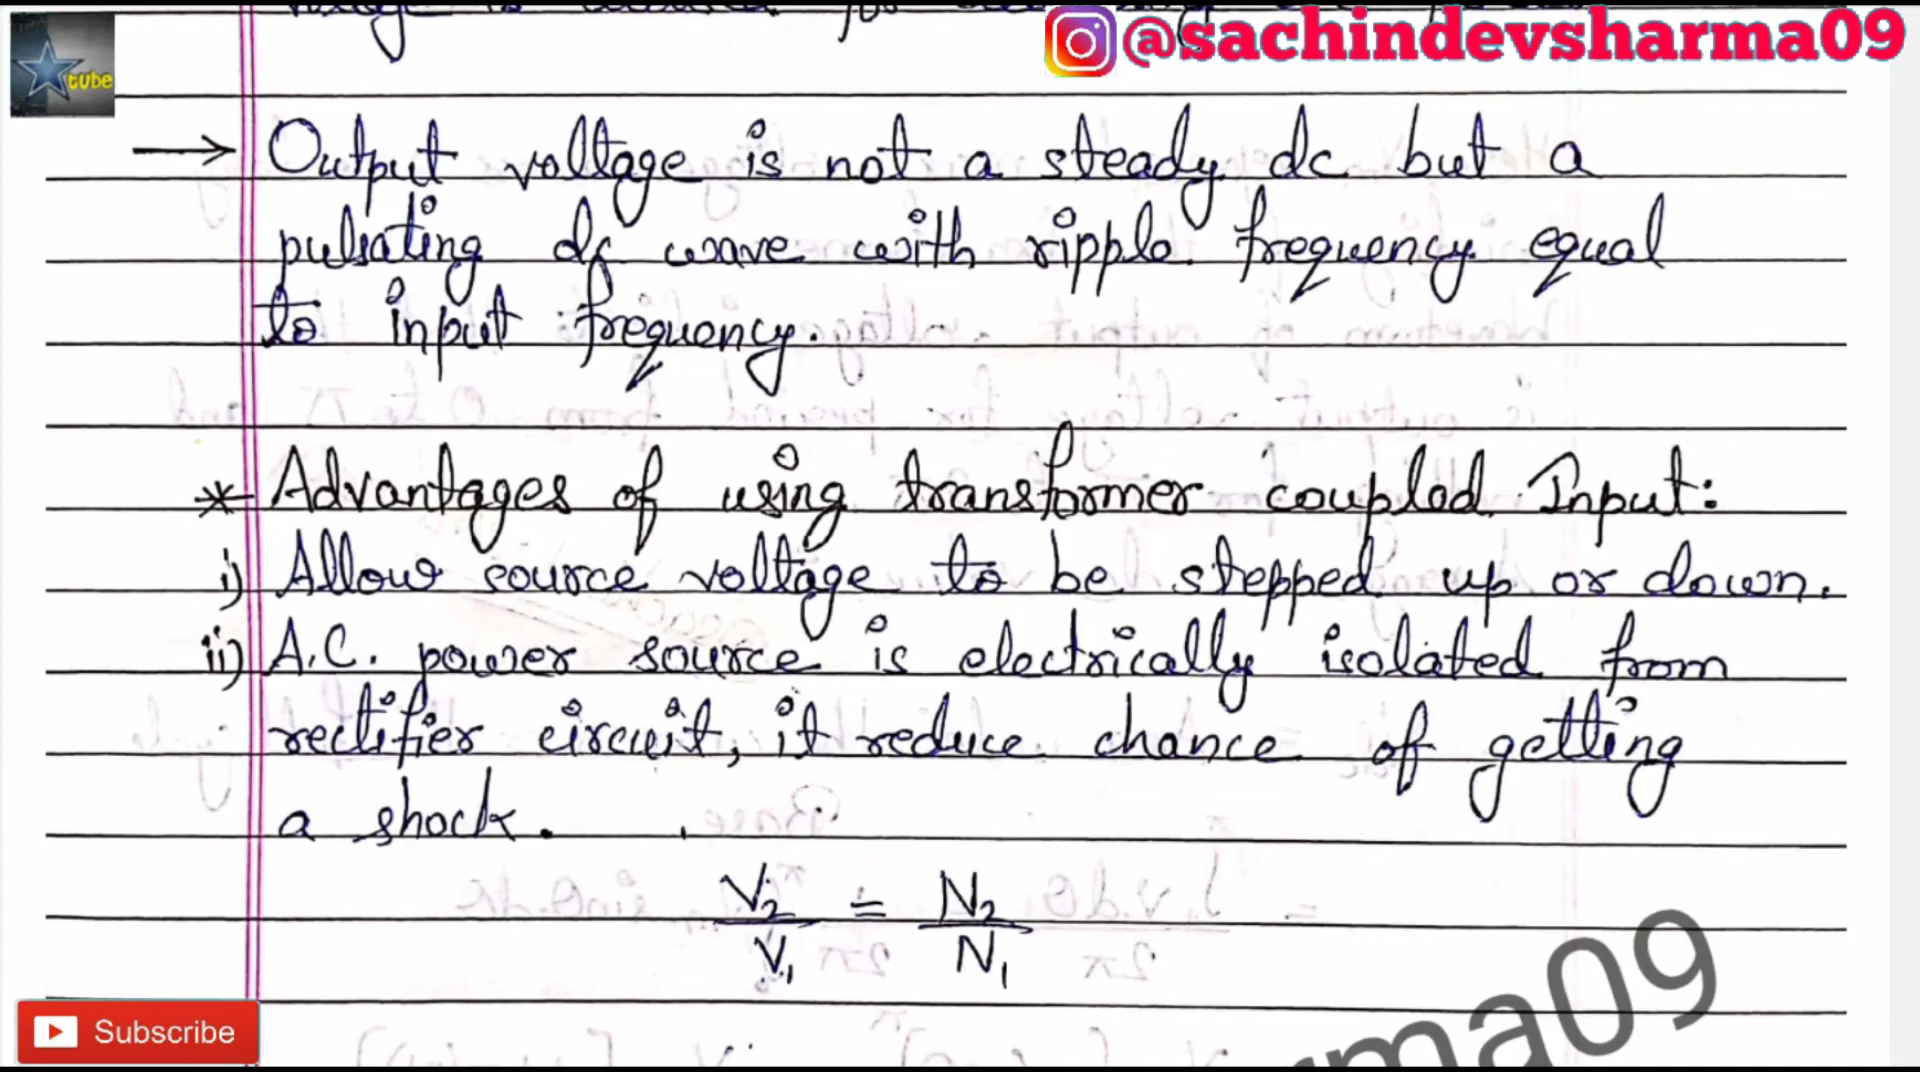 @sachindevsharma09
tube
→ Output voltage is not a steady dc but a
pulsating dc wave with ripple frequency equal
to input frequency.
* Advantages of using transformer coupled Input:
i) Allow source voltage to be stepped up or down.
ii) A.C. power source is electrically isolated from
rectifier circuit, it reduce chance of getting
a shock.
V₂/V₁ = N₂/N₁
rma09
Subscribe